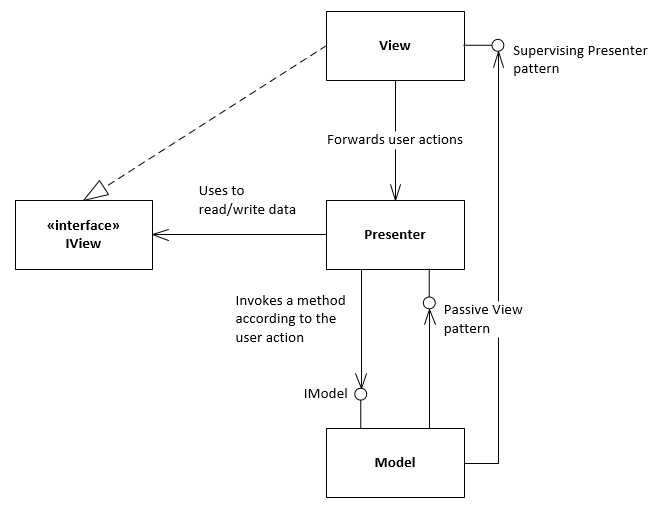 View
Supervising Presenter
pattern
Forwards user actions
Uses to
read/write data
«interface»
IView
Presenter
Invokes a method
according to the
user action
Passive View
pattern
IModel
Model